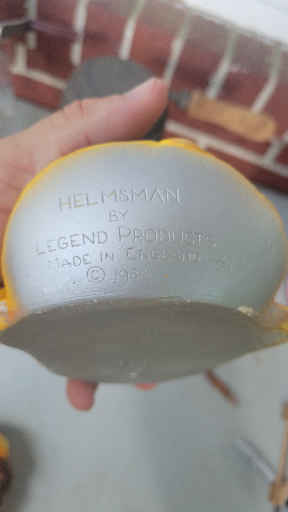 HELMSMAN
BY
LEGEND PRODUCTS
MADE IN ENGLAND
©